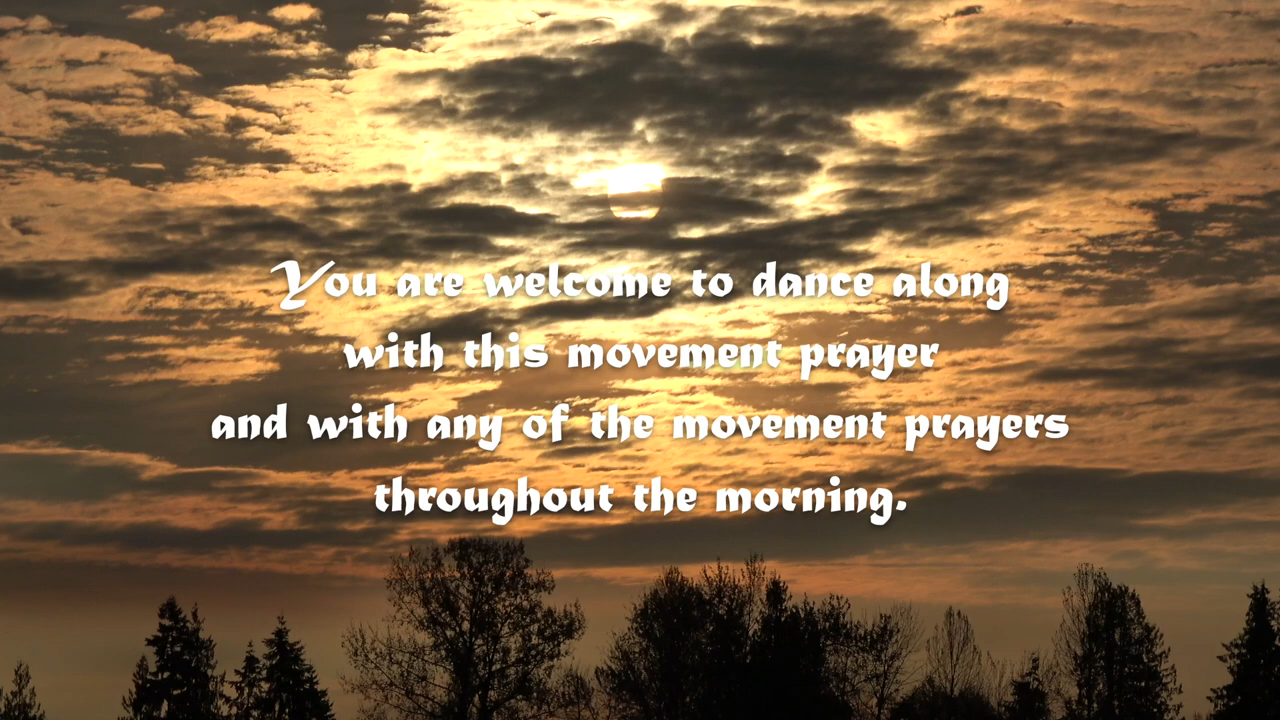 You are welcome to dance along
with this movement prayer
and with any of the movement prayers
throughout the morning.